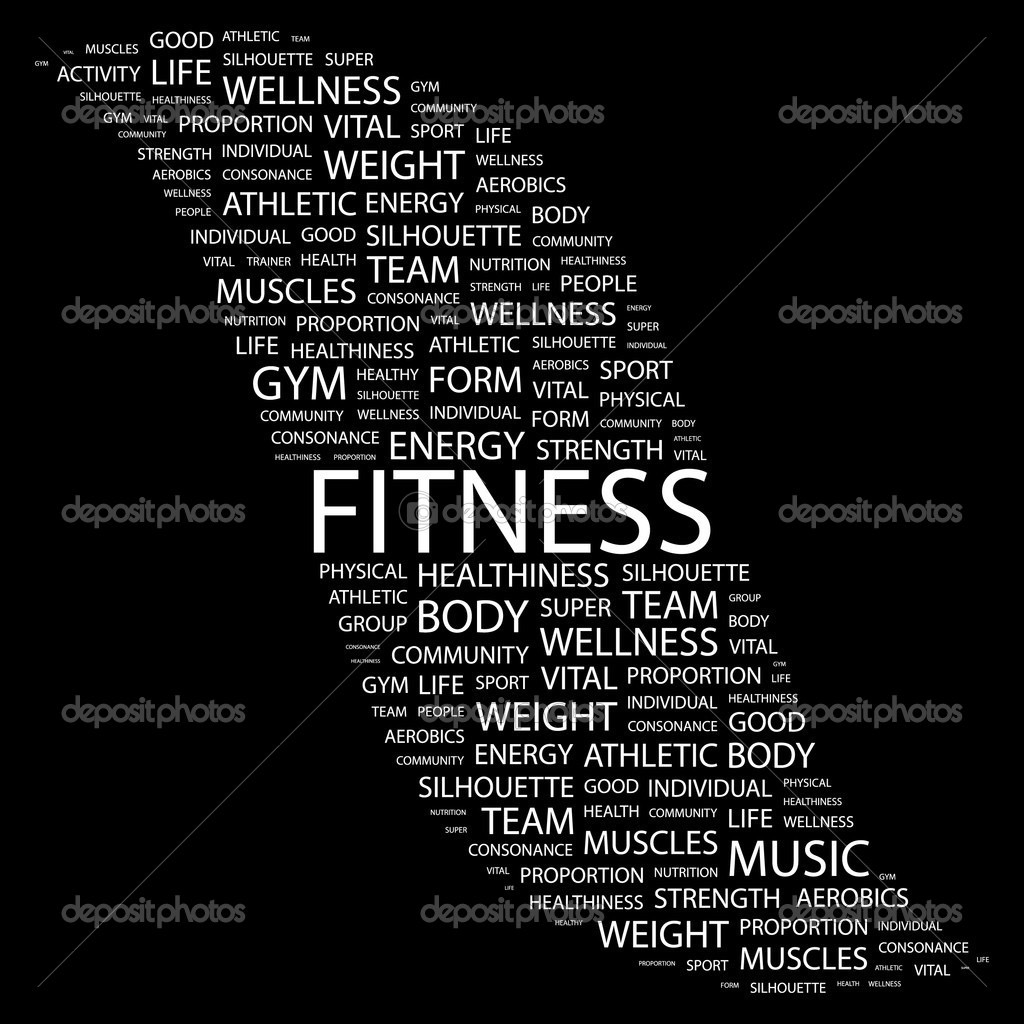 MUSCLES GOOD ATHLETIC TEAM
VITAL SILHOUETTE SUPER
GYM ACTIVITY LIFE WELLNESS GYM
SILHOUETTE HEALTHINESS COMMUNITY
GYM VITAL PROPORTION VITAL SPORT LIFE
COMMUNITY
STRENGTH INDIVIDUAL WEIGHT WELLNESS
AEROBICS CONSONANCE AEROBICS
WELLNESS
PEOPLE ATHLETIC ENERGY PHYSICAL BODY
INDIVIDUAL GOOD SILHOUETTE COMMUNITY
VITAL TRAINER HEALTH TEAM NUTRITION HEALTHINESS
STRENGTH LIFE PEOPLE
MUSCLES CONSONANCE WELLNESS ENERGY
NUTRITION PROPORTION VITAL SUPER
LIFE HEALTHINESS ATHLETIC SILHOUETTE INDIVIDUAL
GYM HEALTHY FORM AEROBICS SPORT
SILHOUETTE VITAL PHYSICAL
COMMUNITY WELLNESS INDIVIDUAL FORM COMMUNITY BODY
CONSONANCE ENERGY STRENGTH ATHLETIC
HEALTHINESS PROPORTION VITAL
FITNESS
PHYSICAL HEALTHINESS SILHOUETTE
ATHLETIC BODY SUPER TEAM GROUP
GROUP BODY
CONSONANCE WELLNESS VITAL
HEALTHINESS COMMUNITY GYM
GYM LIFE SPORT VITAL PROPORTION LIFE
TEAM PEOPLE WEIGHT INDIVIDUAL HEALTHINESS
AEROBICS CONSONANCE GOOD
COMMUNITY ENERGY ATHLETIC BODY
SILHOUETTE GOOD INDIVIDUAL PHYSICAL
HEALTHINESS
NUTRITION TEAM HEALTH COMMUNITY LIFE WELLNESS
SUPER
CONSONANCE MUSCLES MUSIC
VITAL PROPORTION NUTRITION GYM
LIFE HEALTHINESS STRENGTH AEROBICS
HEALTHY WEIGHT PROPORTION INDIVIDUAL
PROPORTION SPORT MUSCLES CONSONANCE
ATHLETIC VITAL LIFE
FORM SILHOUETTE HEALTH WELLNESS
depositphotos depositphotos depositphotos
depositphotos depositphotos depositphotos
depositphotos depositphotos depositphotos
depositphotos depositphotos depositphotos
depositphotos depositphotos depositphotos